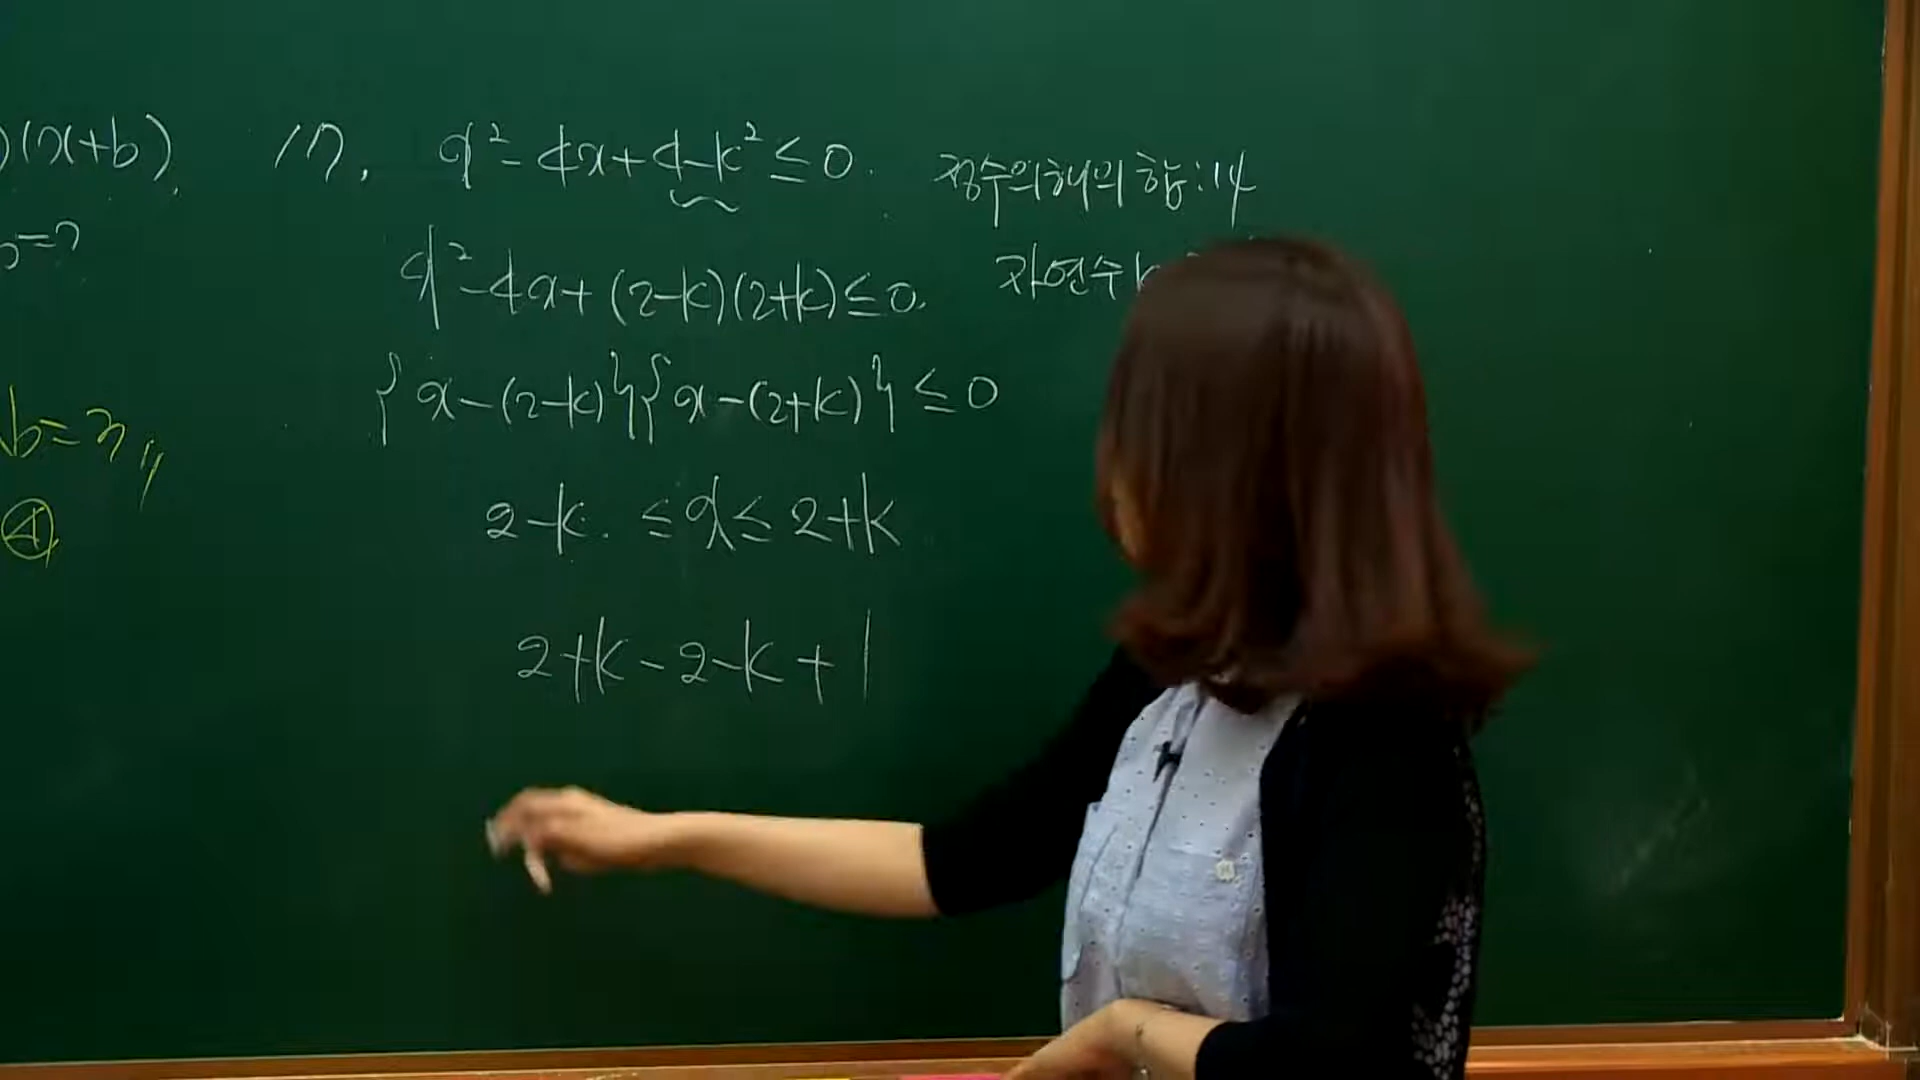 )(x+b)
b=?
b=3
④
17. x²-4x+4-k²≤0. 정수의 해의 합:14
x²-4x+(2-k)(2+k)≤0. 자연수 k
{x-(2-k)}{x-(2+k)}≤0
2-k≤x≤2+k
2+k-2-k+1